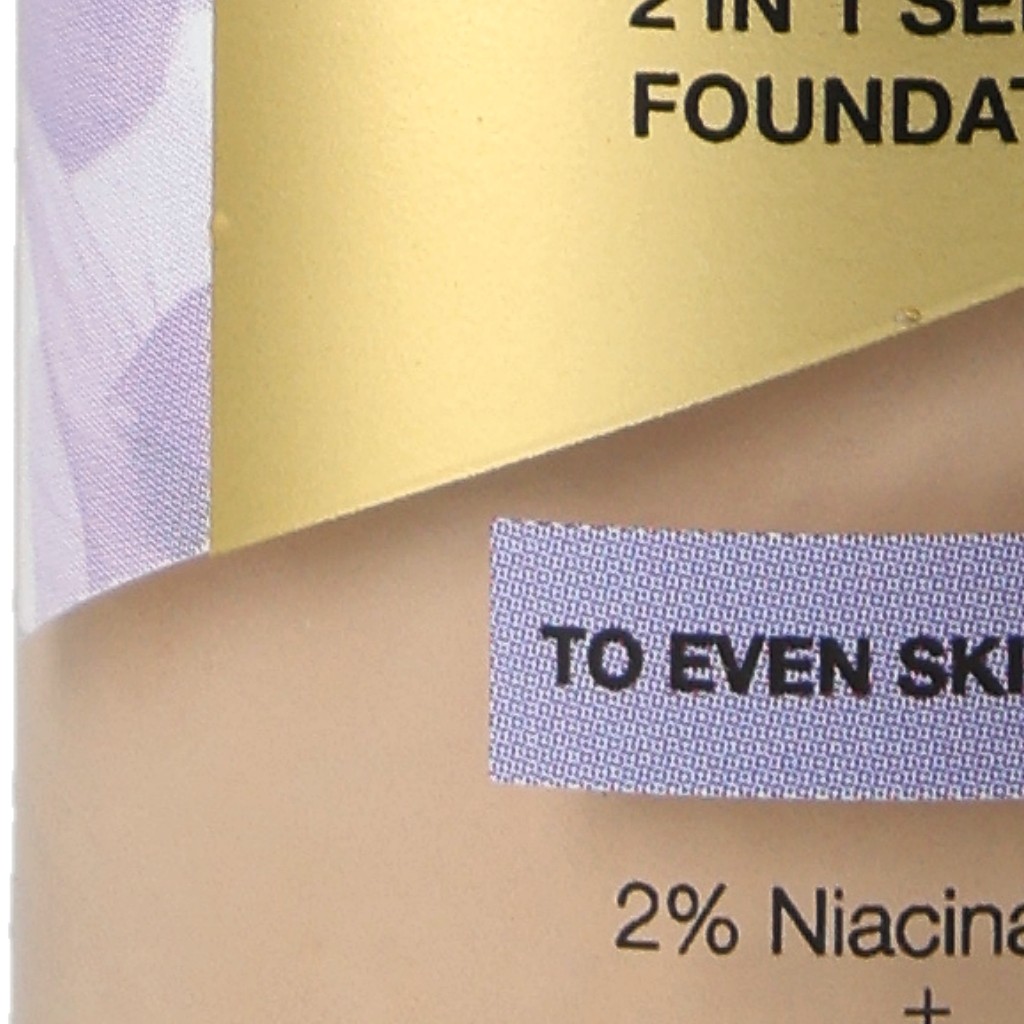 2 IN 1 SE
FOUNDAT
TO EVEN SKI
2% Niacina
+